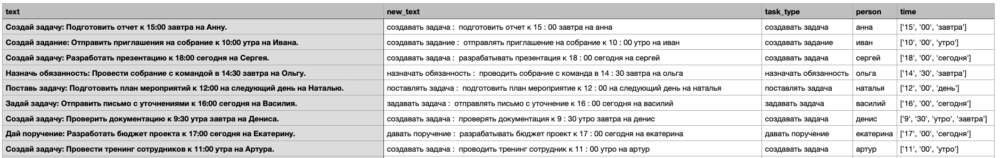 text new_text task_type person time
Создай задачу: Подготовить отчет к 15:00 завтра на Анну. создавать задача : подготовить отчет к 15 : 00 завтра на анна создавать задача анна ['15', '00', 'завтра']
Создай задание: Отправить приглашения на собрание к 10:00 утра на Ивана. создавать задание : отправлять приглашение на собрание к 10 : 00 утро на иван создавать задание иван ['10', '00', 'утро']
Создай задачу: Разработать презентацию к 18:00 сегодня на Сергея. создавать задача : разрабатывать презентация к 18 : 00 сегодня на сергей создавать задача сергей ['18', '00', 'сегодня']
Назначь обязанность: Провести собрание с командой в 14:30 завтра на Ольгу. назначать обязанность : проводить собрание с команда в 14 : 30 завтра на ольга назначать обязанность ольга ['14', '30', 'завтра']
Поставь задачу: Подготовить план мероприятий к 12:00 на следующий день на Наталью. поставлять задача : подготовить план мероприятие к 12 : 00 на следующий день на наталья поставлять задача наталья ['12', '00', 'день']
Задай задачу: Отправить письмо с уточнениями к 16:00 сегодня на Василия. задавать задача : отправлять письмо с уточнение к 16 : 00 сегодня на василий задавать задача василий ['16', '00', 'сегодня']
Создай задачу: Проверить документацию к 9:30 утра завтра на Дениса. создавать задача : проверять документация к 9 : 30 утро завтра на денис создавать задача денис ['9', '30', 'утро', 'завтра']
Дай поручение: Разработать бюджет проекта к 17:00 сегодня на Екатерину. давать поручение : разрабатывать бюджет проект к 17 : 00 сегодня на екатерина давать поручение екатерина ['17', '00', 'сегодня']
Создай задачу: Провести тренинг сотрудников к 11:00 утра на Артура. создавать задача : проводить тренинг сотрудник к 11 : 00 утро на артур создавать задача артур ['11', '00', 'утро']